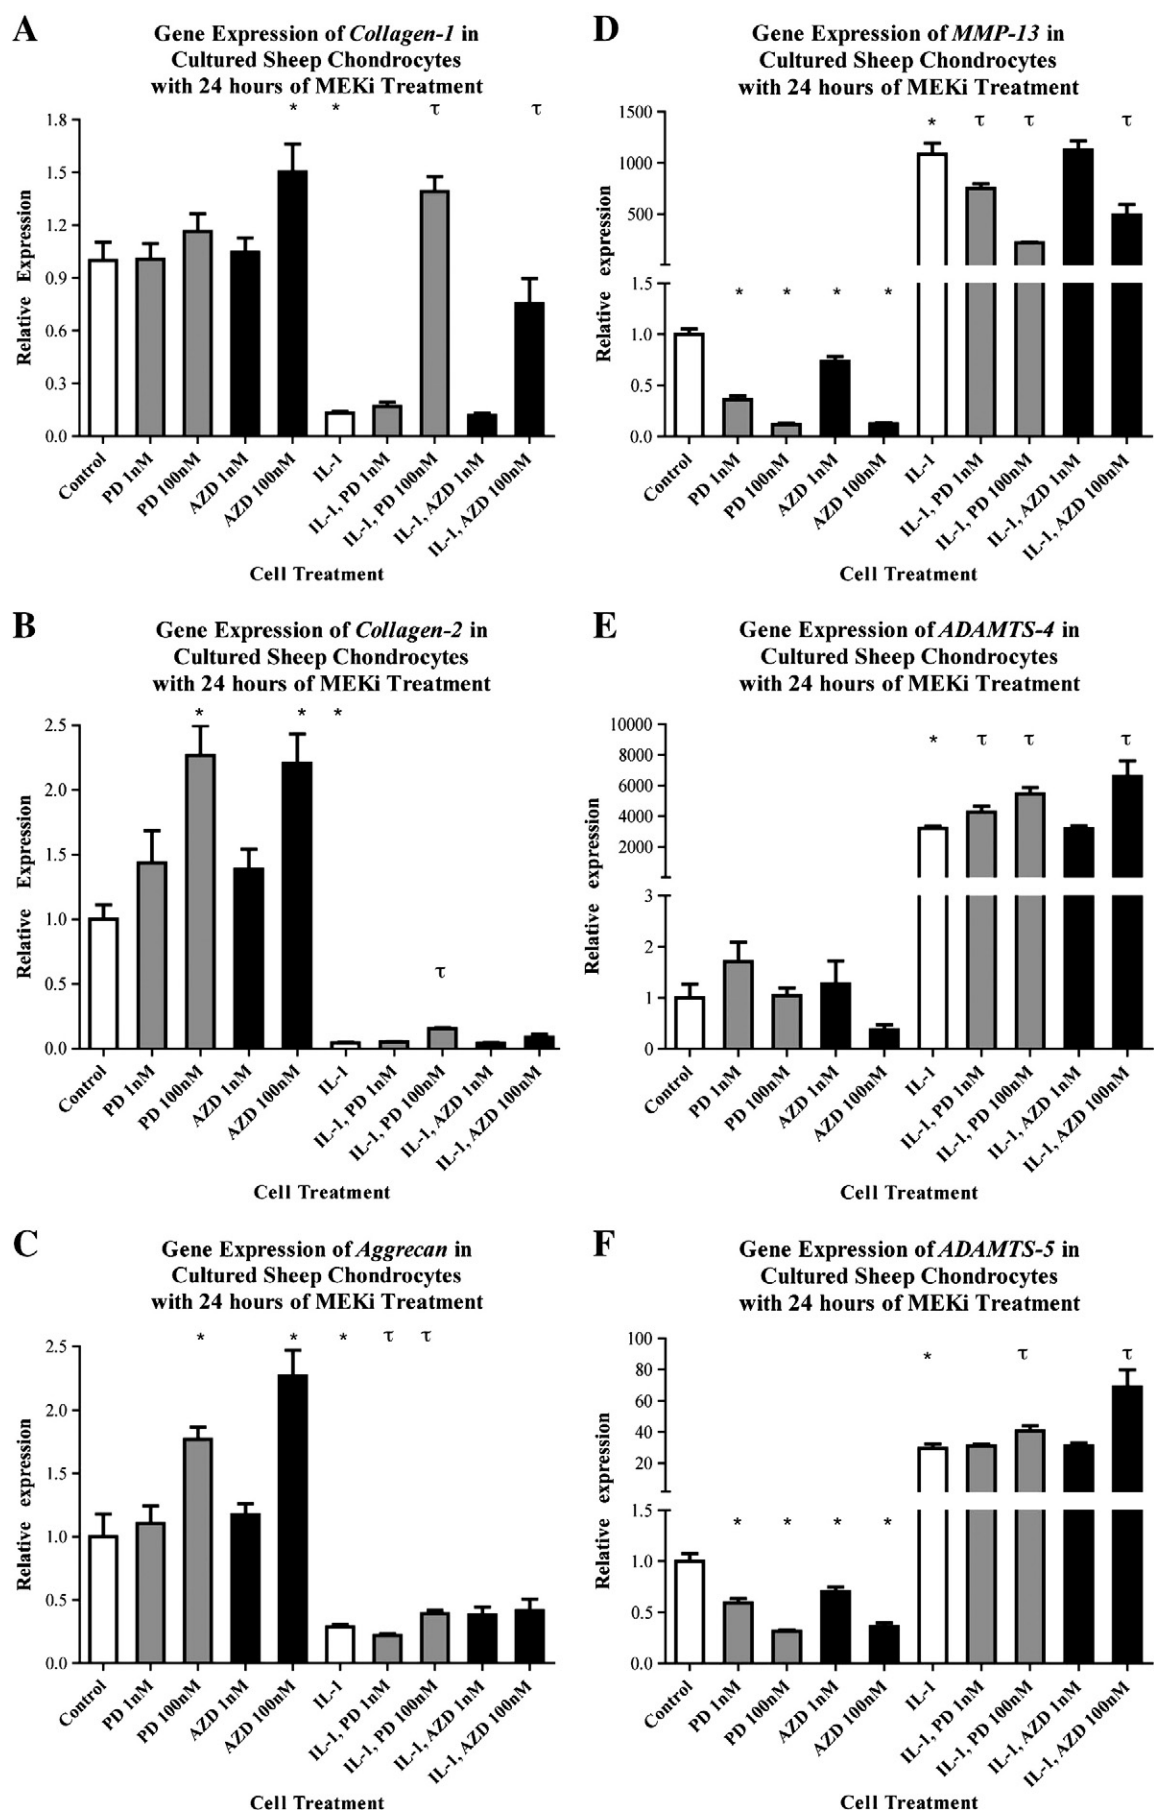 A
Gene Expression of Collagen-1 in
Cultured Sheep Chondrocytes
with 24 hours of MEKi Treatment
* * τ τ
1.8
1.5
1.2
0.9
0.6
0.3
0.0
Relative Expression
Control
PD 1nM
PD 100nM
AZD 1nM
AZD 100nM
IL-1
IL-1, PD 1nM
IL-1, PD 100nM
IL-1, AZD 1nM
IL-1, AZD 100nM
Cell Treatment
B
Gene Expression of Collagen-2 in
Cultured Sheep Chondrocytes
with 24 hours of MEKi Treatment
* * *
τ
2.5
2.0
1.5
1.0
0.5
0.0
Relative Expression
Control
PD 1nM
PD 100nM
AZD 1nM
AZD 100nM
IL-1
IL-1, PD 1nM
IL-1, PD 100nM
IL-1, AZD 1nM
IL-1, AZD 100nM
Cell Treatment
C
Gene Expression of Aggrecan in
Cultured Sheep Chondrocytes
with 24 hours of MEKi Treatment
* * * τ τ
2.5
2.0
1.5
1.0
0.5
0.0
Relative expression
Control
PD 1nM
PD 100nM
AZD 1nM
AZD 100nM
IL-1
IL-1, PD 1nM
IL-1, PD 100nM
IL-1, AZD 1nM
IL-1, AZD 100nM
Cell Treatment
D
Gene Expression of MMP-13 in
Cultured Sheep Chondrocytes
with 24 hours of MEKi Treatment
* τ τ τ
1500
1000
500
* * * *
1.5
1.0
0.5
0.0
Relative expression
Control
PD 1nM
PD 100nM
AZD 1nM
AZD 100nM
IL-1
IL-1, PD 1nM
IL-1, PD 100nM
IL-1, AZD 1nM
IL-1, AZD 100nM
Cell Treatment
E
Gene Expression of ADAMTS-4 in
Cultured Sheep Chondrocytes
with 24 hours of MEKi Treatment
* τ τ τ
10000
8000
6000
4000
2000
3
2
1
0
Relative expression
Control
PD 1nM
PD 100nM
AZD 1nM
AZD 100nM
IL-1
IL-1, PD 1nM
IL-1, PD 100nM
IL-1, AZD 1nM
IL-1, AZD 100nM
Cell Treatment
F
Gene Expression of ADAMTS-5 in
Cultured Sheep Chondrocytes
with 24 hours of MEKi Treatment
* τ τ
100
80
60
40
20
* * * *
1.5
1.0
0.5
0.0
Relative expression
Control
PD 1nM
PD 100nM
AZD 1nM
AZD 100nM
IL-1
IL-1, PD 1nM
IL-1, PD 100nM
IL-1, AZD 1nM
IL-1, AZD 100nM
Cell Treatment